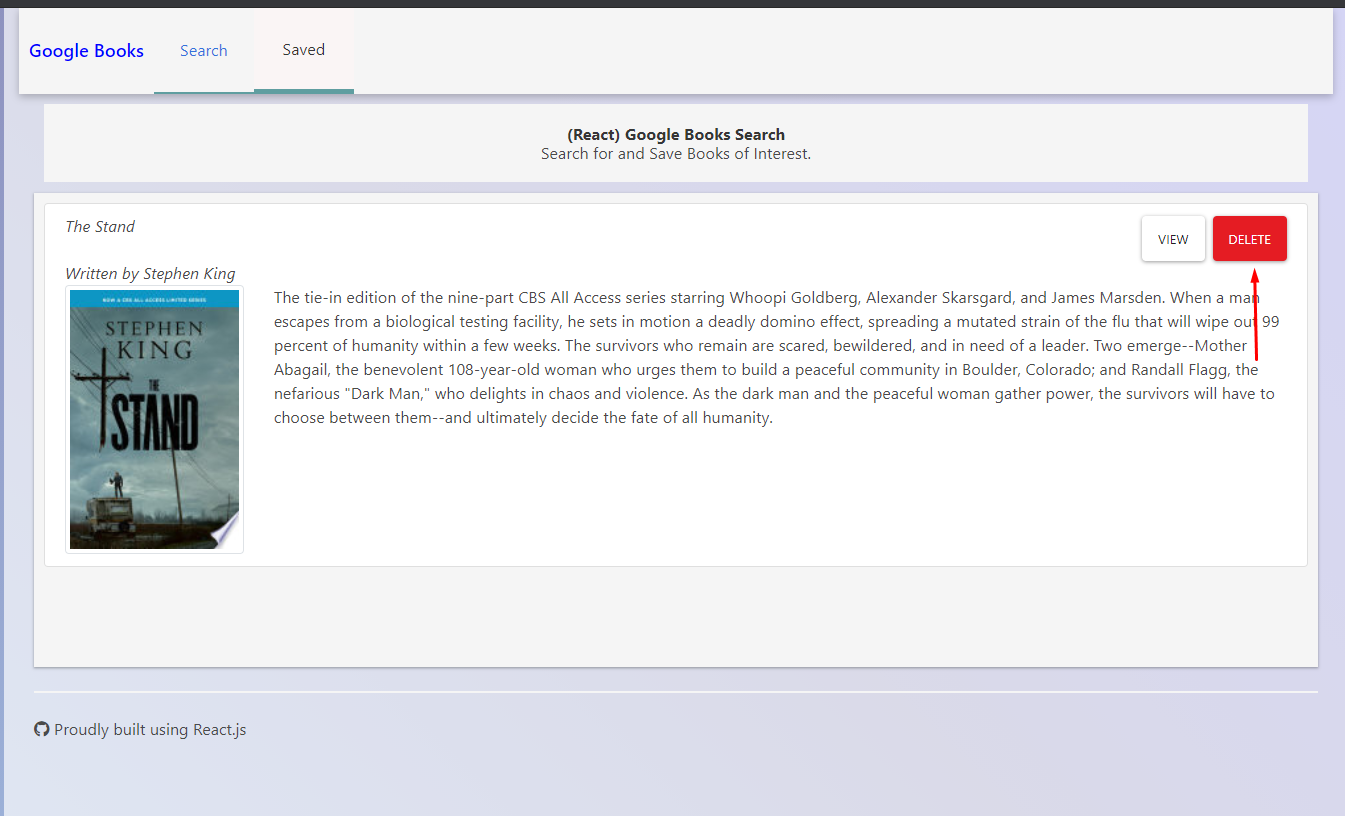 Google Books
Search
Saved
(React) Google Books Search
Search for and Save Books of Interest.
The Stand
VIEW
DELETE
Written by Stephen King
NOW A CBS ALL ACCESS LIMITED SERIES
STEPHEN
KING
THE
STAND
The tie-in edition of the nine-part CBS All Access series starring Whoopi Goldberg, Alexander Skarsgard, and James Marsden. When a man
escapes from a biological testing facility, he sets in motion a deadly domino effect, spreading a mutated strain of the flu that will wipe out 99
percent of humanity within a few weeks. The survivors who remain are scared, bewildered, and in need of a leader. Two emerge--Mother
Abagail, the benevolent 108-year-old woman who urges them to build a peaceful community in Boulder, Colorado; and Randall Flagg, the
nefarious "Dark Man," who delights in chaos and violence. As the dark man and the peaceful woman gather power, the survivors will have to
choose between them--and ultimately decide the fate of all humanity.
Proudly built using React.js